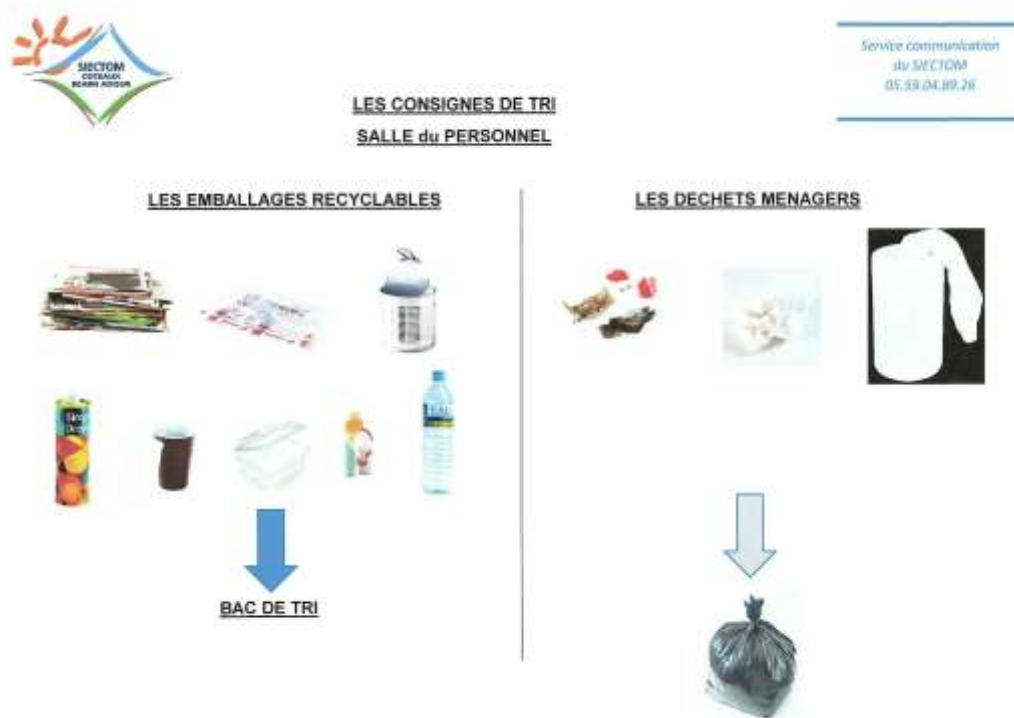 SIECTOM
COTEAUX
BEARN ADOUR
Service communication
du SIECTOM
05.59.04.89.26
LES CONSIGNES DE TRI
SALLE du PERSONNEL
LES EMBALLAGES RECYCLABLES
LES DECHETS MENAGERS
BAC DE TRI